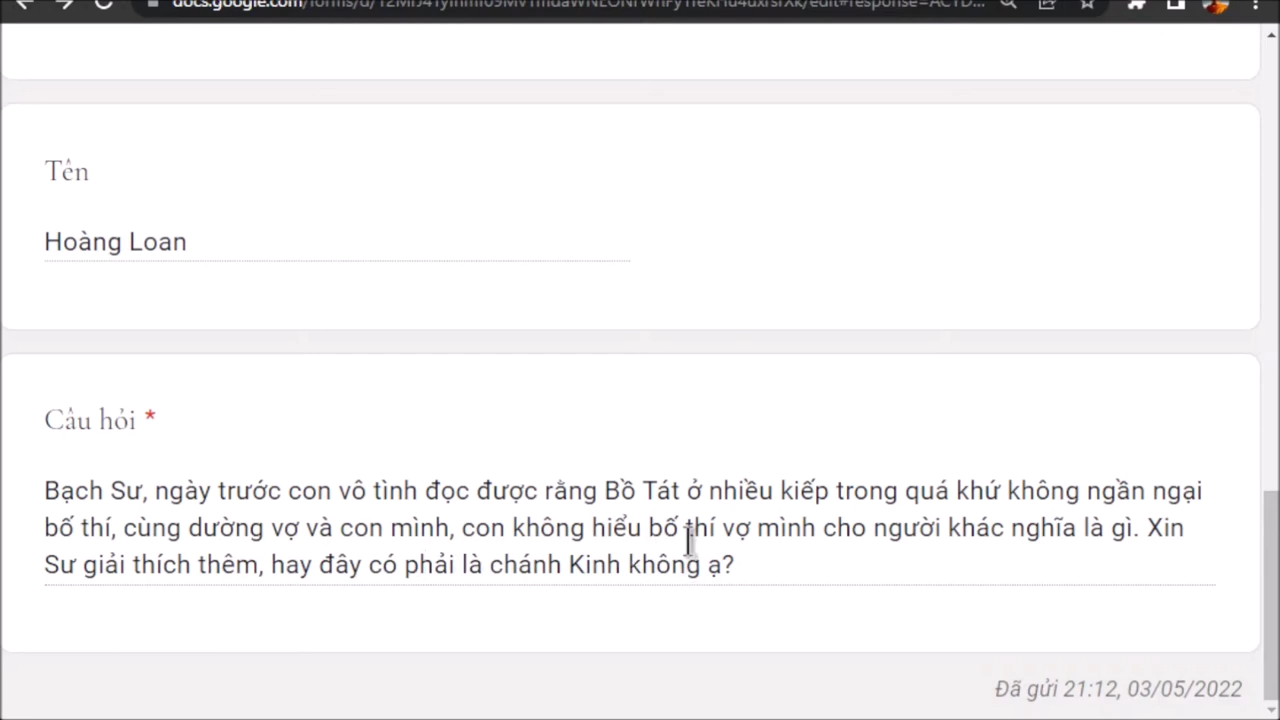 Tên
Hoàng Loan
Câu hỏi *
Bạch Sư, ngày trước con vô tình đọc được rằng Bồ Tát ở nhiều kiếp trong quá khứ không ngần ngại
bố thí, cùng dường vợ và con mình, con không hiểu bố thí vợ mình cho người khác nghĩa là gì. Xin
Sư giải thích thêm, hay đây có phải là chánh Kinh không ạ?
Đã gửi 21:12, 03/05/2022